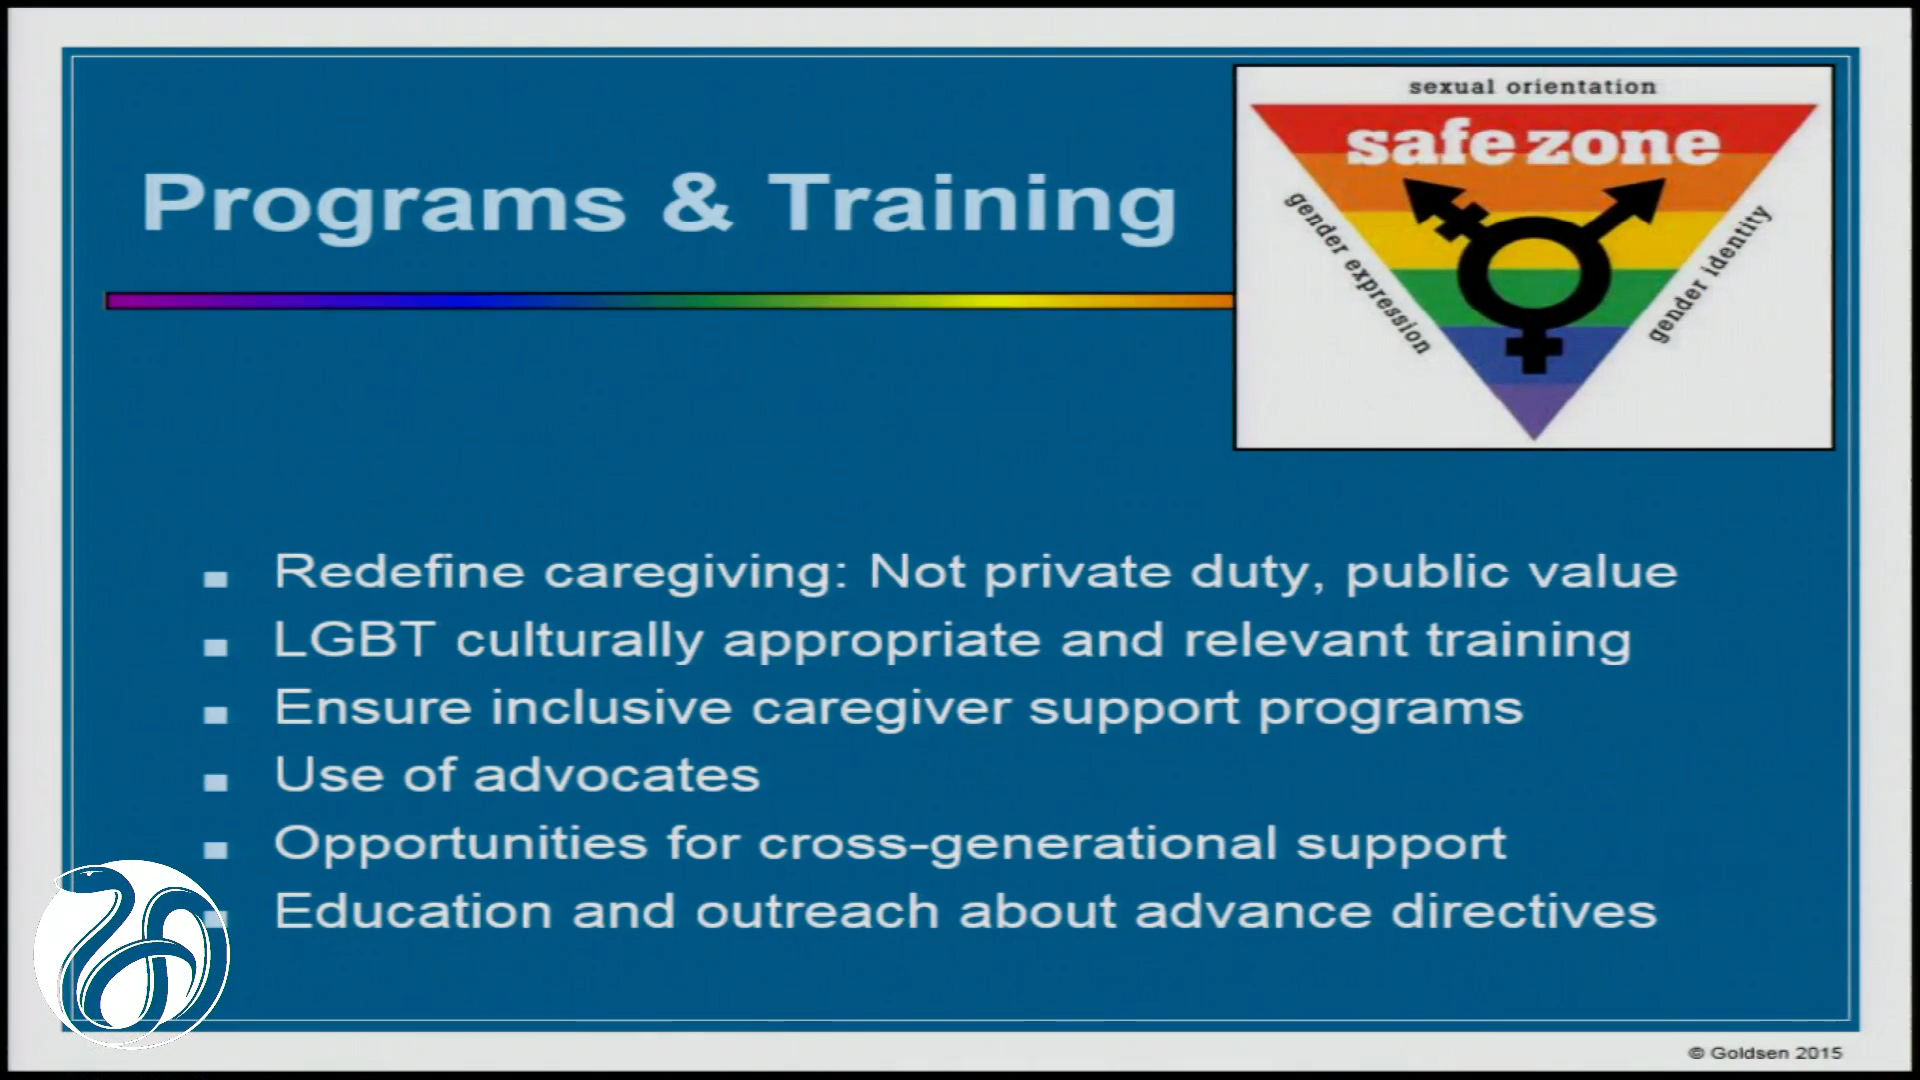 Programs & Training
sexual orientation
safe zone
gender expression
gender identity
Redefine caregiving: Not private duty, public value
LGBT culturally appropriate and relevant training
Ensure inclusive caregiver support programs
Use of advocates
Opportunities for cross-generational support
Education and outreach about advance directives
© Goldsen 2015